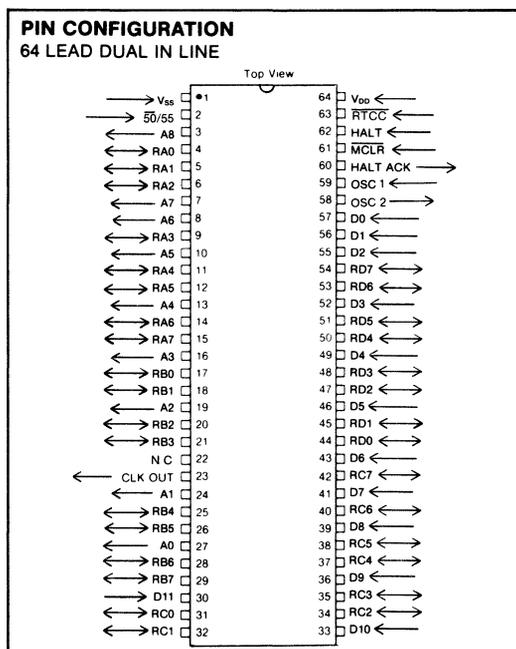 PIN CONFIGURATION
64 LEAD DUAL IN LINE
Top View
Vss 1 64 VDD
50/55 2 63 RTCC
A8 3 62 HALT
RA0 4 61 MCLR
RA1 5 60 HALT ACK
RA2 6 59 OSC 1
A7 7 58 OSC 2
A6 8 57 D0
RA3 9 56 D1
A5 10 55 D2
RA4 11 54 RD7
RA5 12 53 RD6
A4 13 52 D3
RA6 14 51 RD5
RA7 15 50 RD4
A3 16 49 D4
RB0 17 48 RD3
RB1 18 47 RD2
A2 19 46 D5
RB2 20 45 RD1
RB3 21 44 RD0
N C 22 43 D6
CLK OUT 23 42 RC7
A1 24 41 D7
RB4 25 40 RC6
RB5 26 39 D8
A0 27 38 RC5
RB6 28 37 RC4
RB7 29 36 D9
D11 30 35 RC3
RC0 31 34 RC2
RC1 32 33 D10